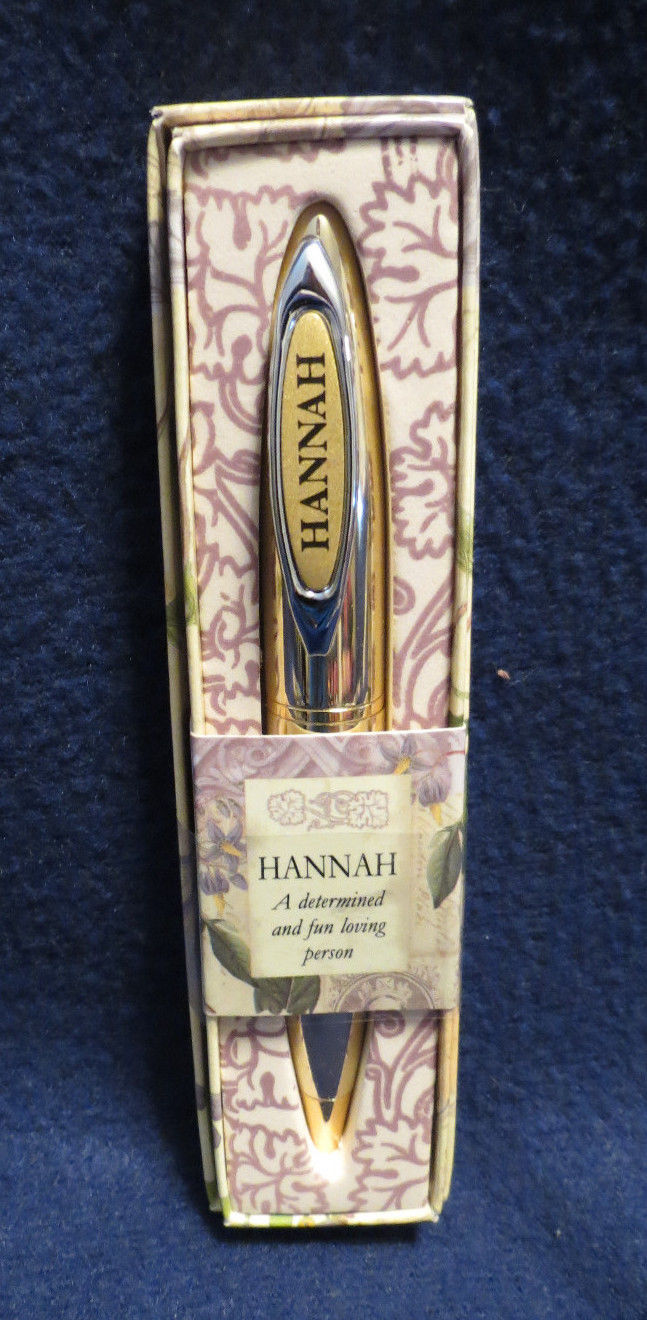 HANNAH
HANNAH
A determined
and fun loving
person